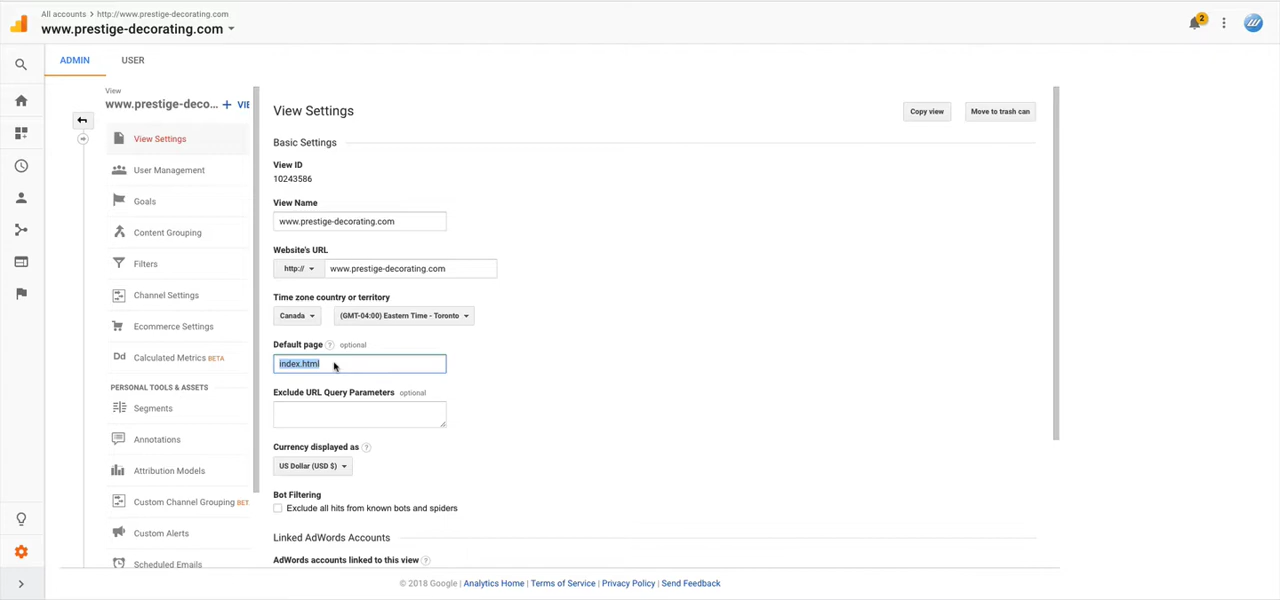 All accounts > http://www.prestige-decorating.com
www.prestige-decorating.com
2
ADMIN USER
View
www.prestige-deco... + VIE
View Settings
User Management
Goals
Content Grouping
Filters
Channel Settings
Ecommerce Settings
Dd Calculated Metrics BETA
PERSONAL TOOLS & ASSETS
Segments
Annotations
Attribution Models
Custom Channel Grouping BET
Custom Alerts
Scheduled Emails
View Settings
Copy view Move to trash can
Basic Settings
View ID
10243586
View Name
www.prestige-decorating.com
Website's URL
http:// www.prestige-decorating.com
Time zone country or territory
Canada (GMT-04:00) Eastern Time - Toronto
Default page ? optional
index.html
Exclude URL Query Parameters optional
Currency displayed as ?
US Dollar (USD $)
Bot Filtering
Exclude all hits from known bots and spiders
Linked AdWords Accounts
AdWords accounts linked to this view ?
© 2018 Google | Analytics Home | Terms of Service | Privacy Policy | Send Feedback